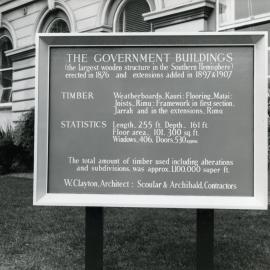 THE GOVERNMENT BUILDINGS
(the largest wooden structure in the Southern Hemisphere)
erected in 1876 and extensions added in 1897 & 1907
TIMBER
Weatherboards, Kauri: Flooring, Matai:
Joists, Rimu: Framework in first section,
Jarrah and in the extensions, Rimu
STATISTICS
Length, 255 ft. Depth, 161 ft.
Floor area, 101,300 sq ft.
Windows, 406, Doors, 530 approx.
The total amount of timber used including alterations
and subdivisions, was approx. 1,100,000 super ft.
W. Clayton, Architect: Scoular & Archibald, Contractors